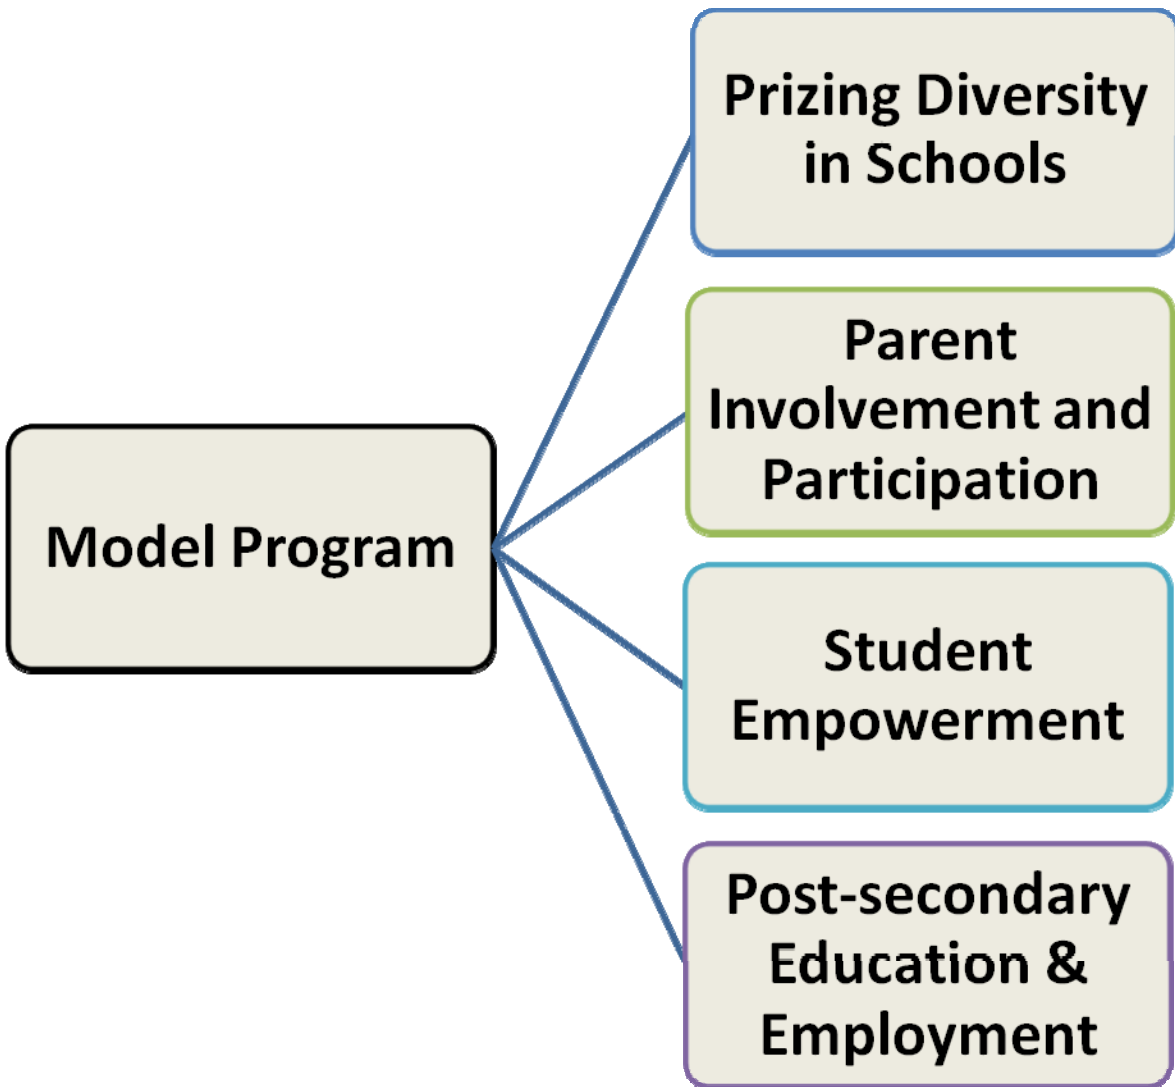 Prizing Diversity
in Schools
Parent
Involvement and
Participation
Model Program
Student
Empowerment
Post-secondary
Education &
Employment